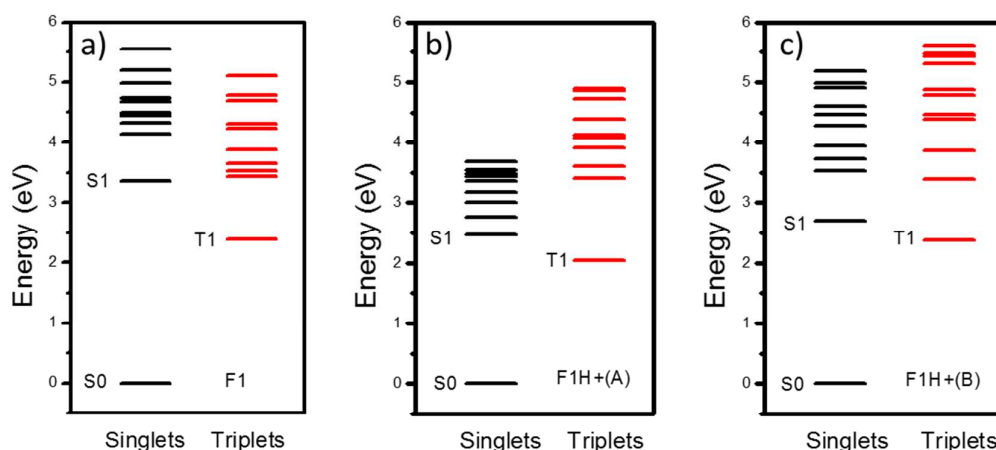 a)
Energy (eV)
6
5
4
3
2
1
0
S1
T1
S0
F1
Singlets Triplets
b)
Energy (eV)
6
5
4
3
2
1
0
S1
T1
S0
F1H+(A)
Singlets Triplets
c)
Energy (eV)
6
5
4
3
2
1
0
S1
T1
S0
F1H+(B)
Singlets Triplets